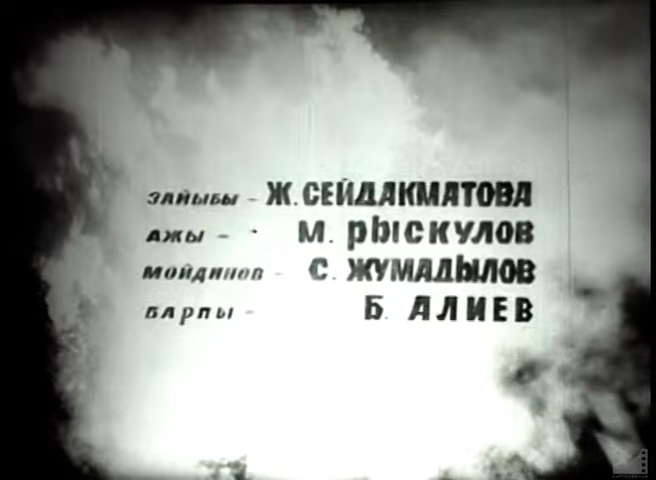 ЗАЙЫБЫ - Ж. СЕЙДАКМАТОВА
АЖЫ - М. РЫСКУЛОВ
МОЙДИНОВ - С. ЖУМАДЫЛОВ
БАРПЫ - Б. АЛИЕВ